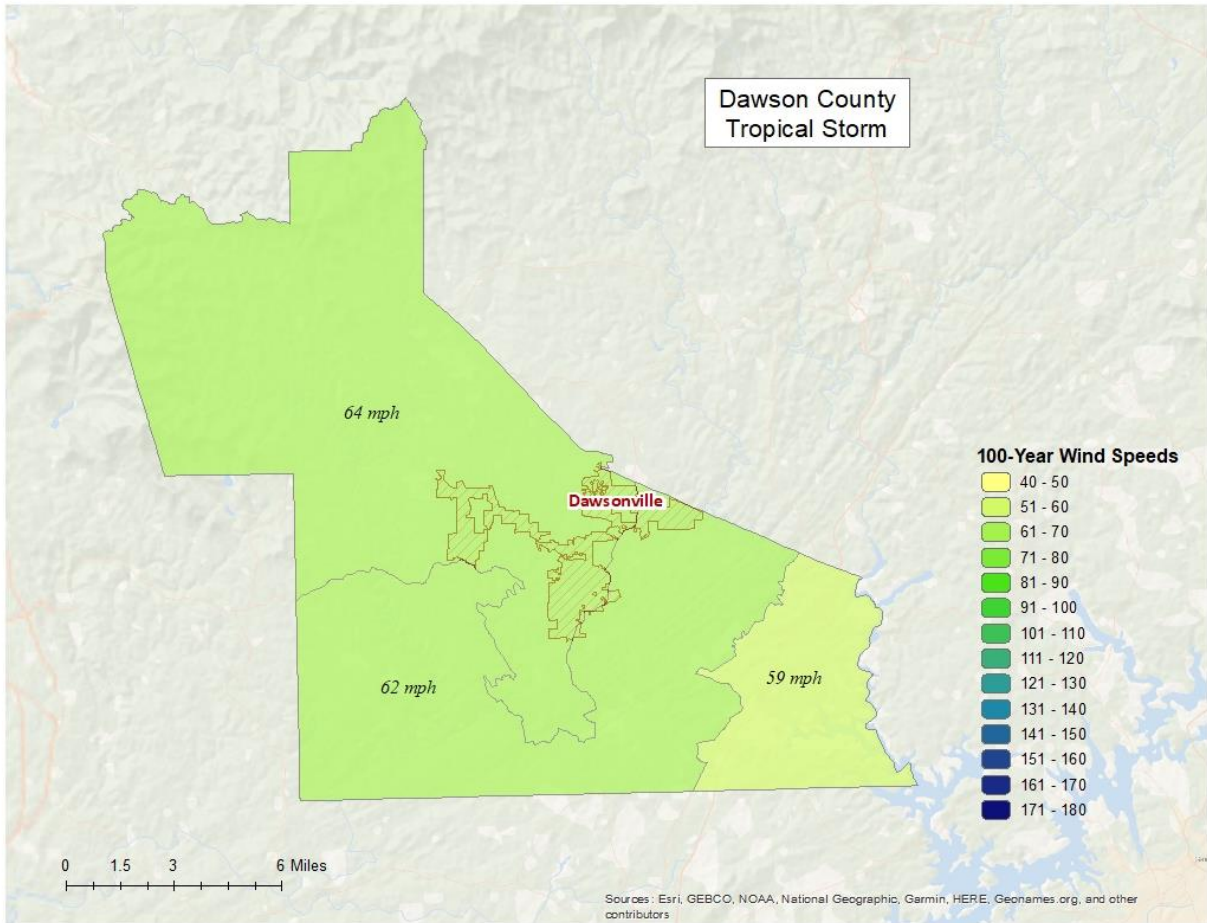 Dawson County
Tropical Storm
64 mph
Dawsonville
62 mph
59 mph
100-Year Wind Speeds
40 - 50
51 - 60
61 - 70
71 - 80
81 - 90
91 - 100
101 - 110
111 - 120
121 - 130
131 - 140
141 - 150
151 - 160
161 - 170
171 - 180
0 1.5 3 6 Miles
Sources: Esri, GEBCO, NOAA, National Geographic, Garmin, HERE, Geonames.org, and other
contributors